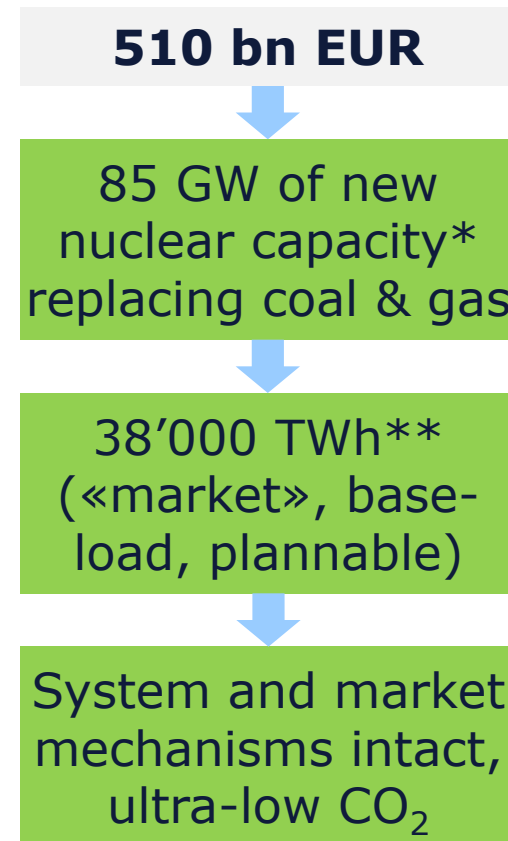 510 bn EUR
85 GW of new
nuclear capacity*
replacing coal & gas
38’000 TWh**
(«market», base-
load, plannable)
System and market
mechanisms intact,
ultra-low CO₂